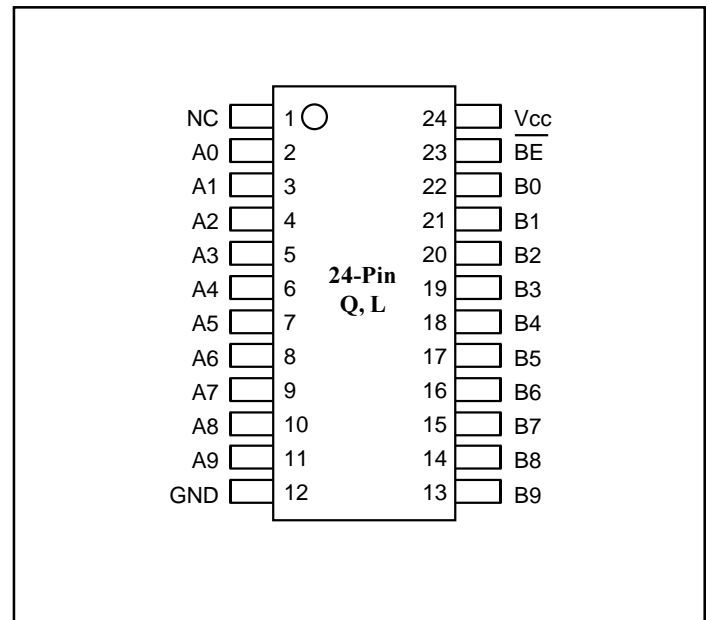 NC 1 24 Vcc
A0 2 23 B̅E̅
A1 3 22 B0
A2 4 21 B1
A3 5 20 B2
24-Pin
A4 6 19 B3
Q, L
A5 7 18 B4
A6 8 17 B5
A7 9 16 B6
A8 10 15 B7
A9 11 14 B8
GND 12 13 B9